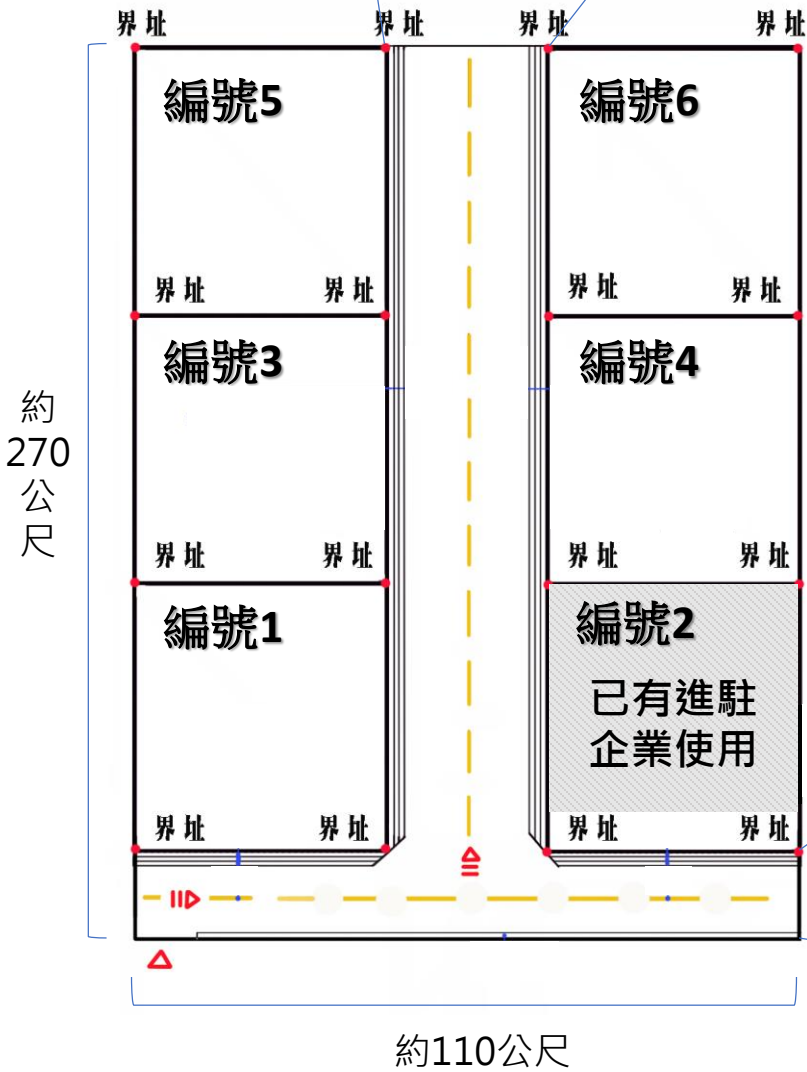 界址 界址 界址 界址
編號5 編號6
界址 界址 界址 界址
編號3 編號4
約
270
公
尺
界址 界址 界址 界址
編號1 編號2
已有進駐
企業使用
界址 界址 界址 界址
約110公尺